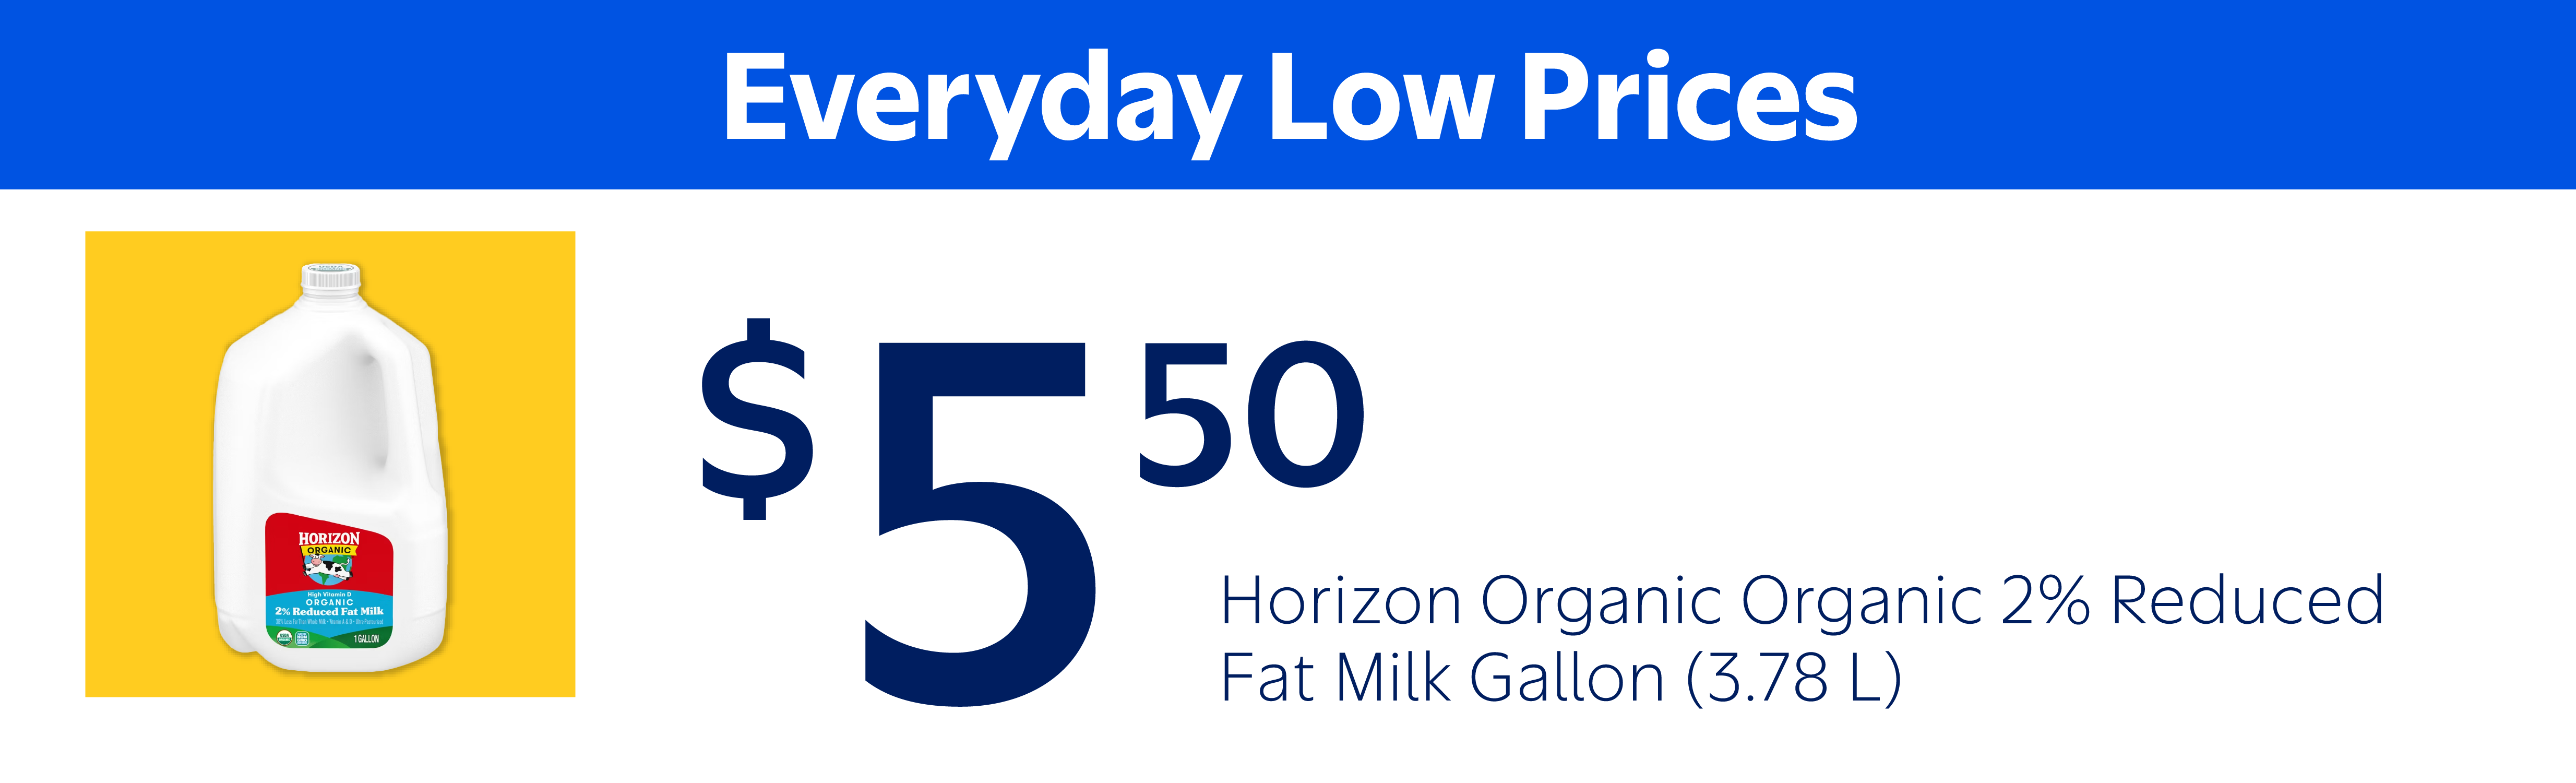 Everyday Low Prices
$5 50
Horizon Organic Organic 2% Reduced
Fat Milk Gallon (3.78 L)
HORIZON
ORGANIC
High Vitamin D
ORGANIC
2% Reduced Fat Milk
1 GALLON